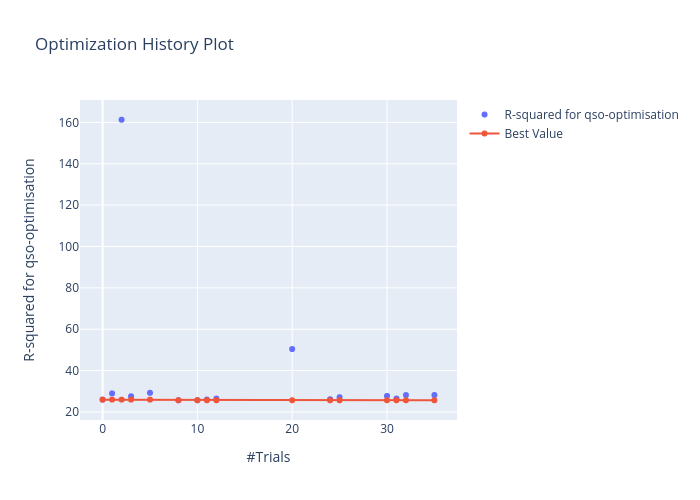 Optimization History Plot
R-squared for qso-optimisation
Best Value
160
140
120
100
80
60
40
20
R-squared for qso-optimisation
0 10 20 30
#Trials